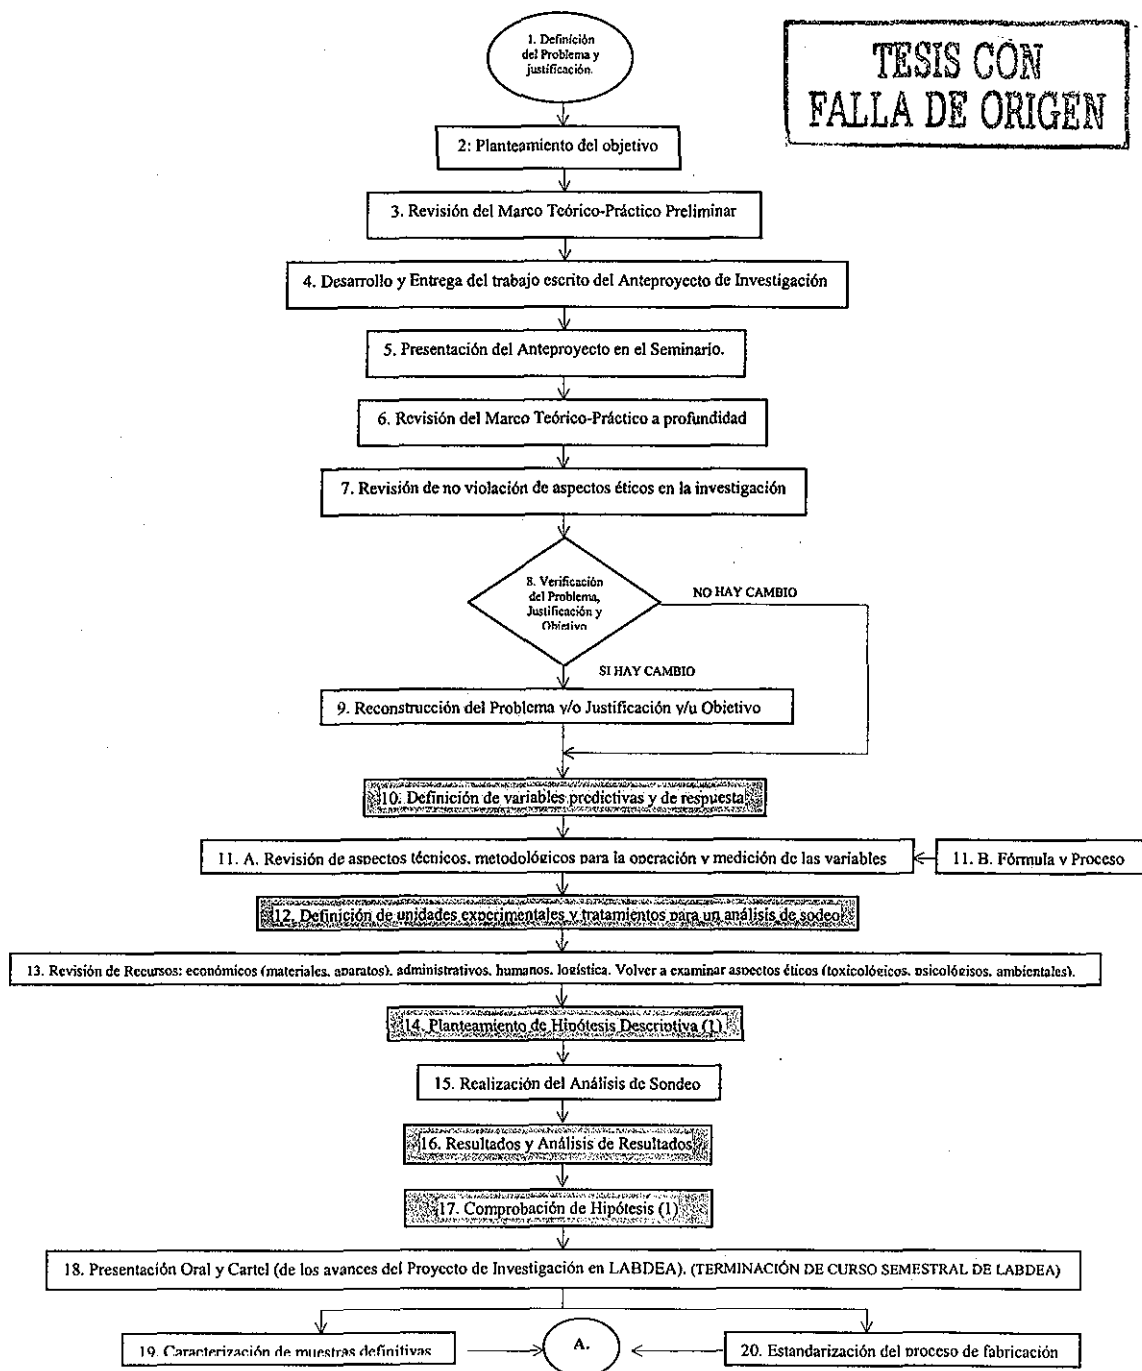 1. Definición
del Problema y
justificación.
TESIS CON
FALLA DE ORIGEN
2: Planteamiento del objetivo
3. Revisión del Marco Teórico-Práctico Preliminar
4. Desarrollo y Entrega del trabajo escrito del Anteproyecto de Investigación
5. Presentación del Anteproyecto en el Seminario.
6. Revisión del Marco Teórico-Práctico a profundidad
7. Revisión de no violación de aspectos éticos en la investigación
8. Verificación
del Problema,
Justificación y
Objetivo
NO HAY CAMBIO
SI HAY CAMBIO
9. Reconstrucción del Problema y/o Justificación y/u Objetivo
10. Definición de variables predictivas y de respuesta
11. A. Revisión de aspectos técnicos, metodológicos para la operación y medición de las variables
11. B. Fórmula y Proceso
12. Definición de unidades experimentales y tratamientos para un análisis de sodeo
13. Revisión de Recursos: económicos (materiales, aparatos), administrativos, humanos, logística. Volver a examinar aspectos éticos (toxicológicos, psicológisos, ambientales).
14. Planteamiento de Hipótesis Descriptiva (1)
15. Realización del Análisis de Sondeo
16. Resultados y Análisis de Resultados
17. Comprobación de Hipótesis (1)
18. Presentación Oral y Cartel (de los avances del Proyecto de Investigación en LABDEA). (TERMINACIÓN DE CURSO SEMESTRAL DE LABDEA)
19. Caracterización de muestras definitivas
A.
20. Estandarización del proceso de fabricación